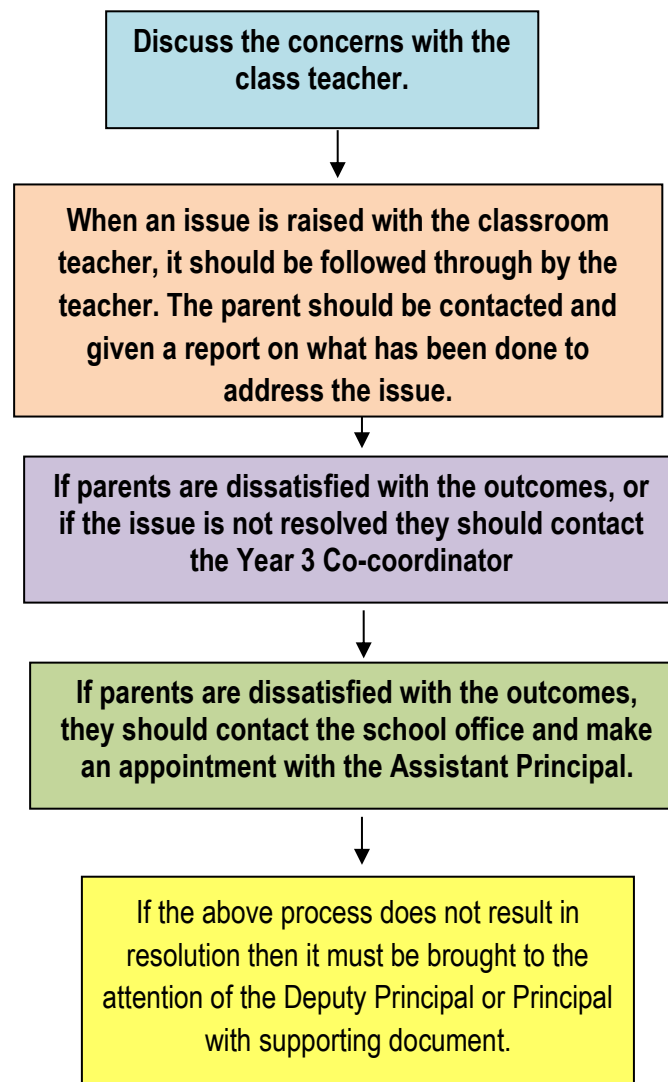 Discuss the concerns with the
class teacher.
When an issue is raised with the classroom
teacher, it should be followed through by the
teacher. The parent should be contacted and
given a report on what has been done to
address the issue.
If parents are dissatisfied with the outcomes, or
if the issue is not resolved they should contact
the Year 3 Co-coordinator
If parents are dissatisfied with the outcomes,
they should contact the school office and make
an appointment with the Assistant Principal.
If the above process does not result in
resolution then it must be brought to the
attention of the Deputy Principal or Principal
with supporting document.